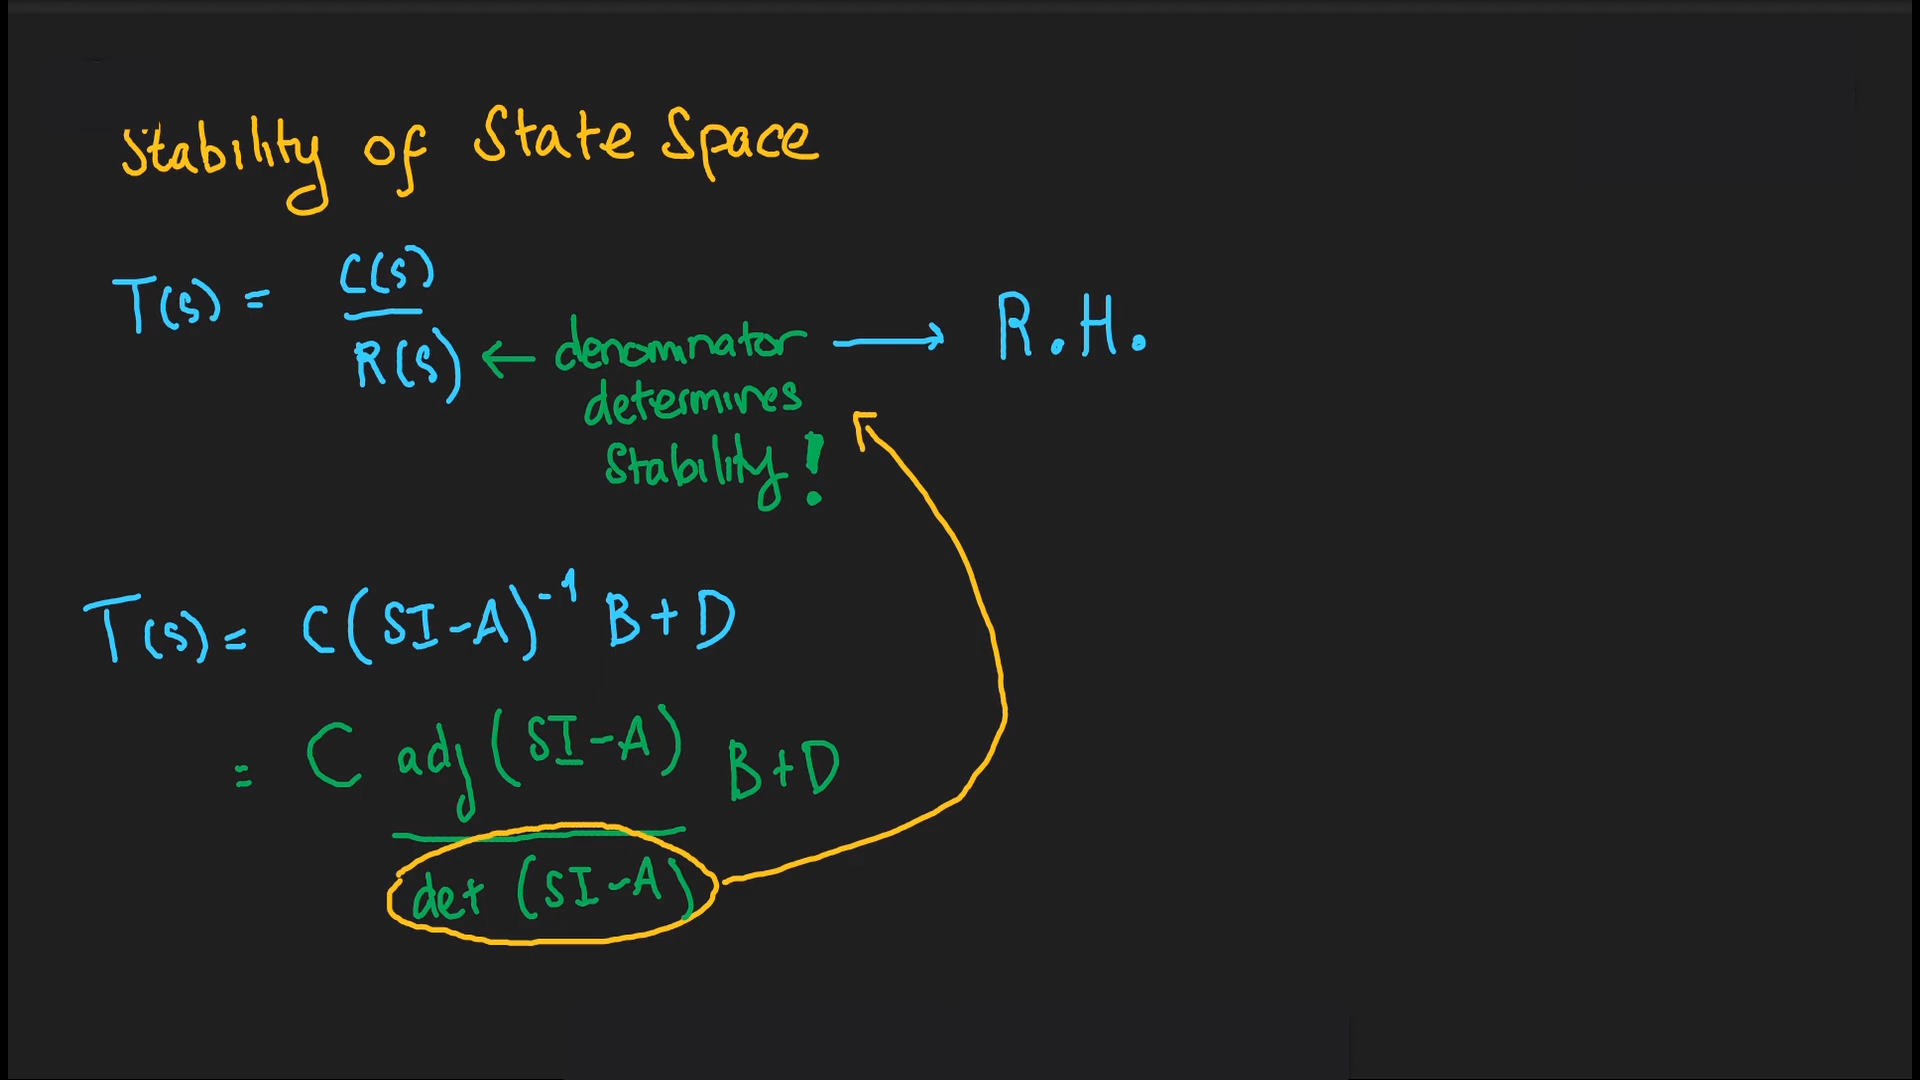 Stability of State Space
T(s) = C(s)
R(s) ← denominator → R.H.
determines
Stability!
T(s) = C(SI-A)⁻¹ B+D
= C adj(SI-A) B+D
det (SI-A)